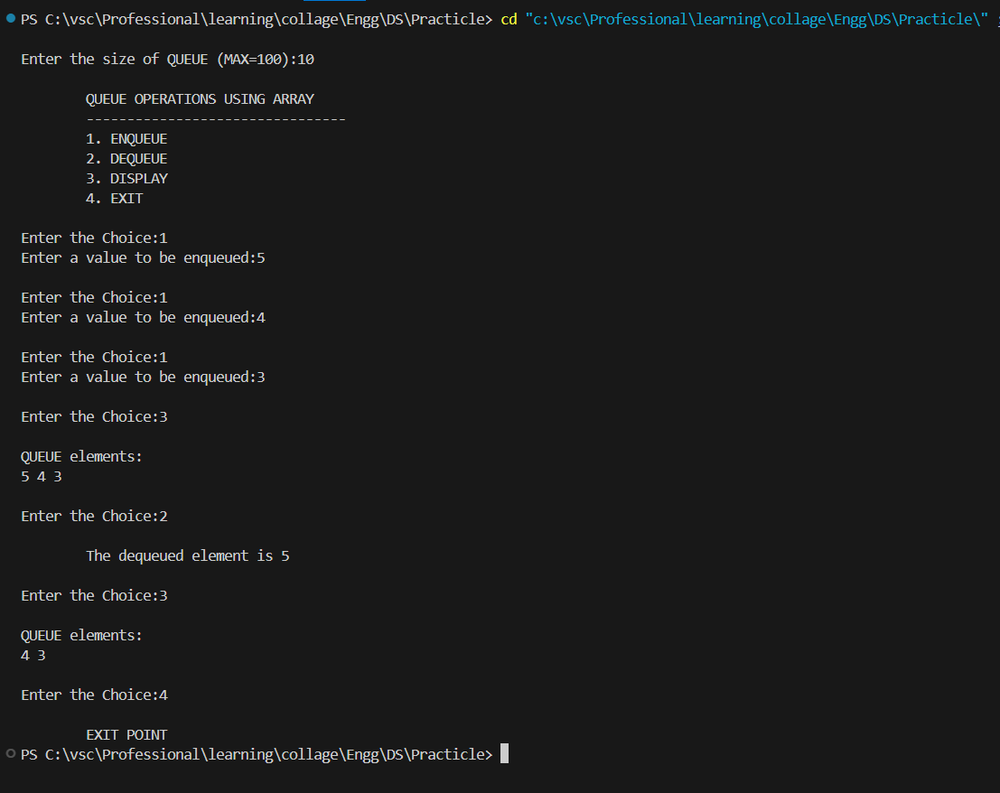 PS C:\vsc\Professional\learning\collage\Engg\DS\Practicle> cd "c:\vsc\Professional\learning\collage\Engg\DS\Practicle\"
Enter the size of QUEUE (MAX=100):10
QUEUE OPERATIONS USING ARRAY
--------------------------------
1. ENQUEUE
2. DEQUEUE
3. DISPLAY
4. EXIT
Enter the Choice:1
Enter a value to be enqueued:5
Enter the Choice:1
Enter a value to be enqueued:4
Enter the Choice:1
Enter a value to be enqueued:3
Enter the Choice:3
QUEUE elements:
5 4 3
Enter the Choice:2
The dequeued element is 5
Enter the Choice:3
QUEUE elements:
4 3
Enter the Choice:4
EXIT POINT
PS C:\vsc\Professional\learning\collage\Engg\DS\Practicle>